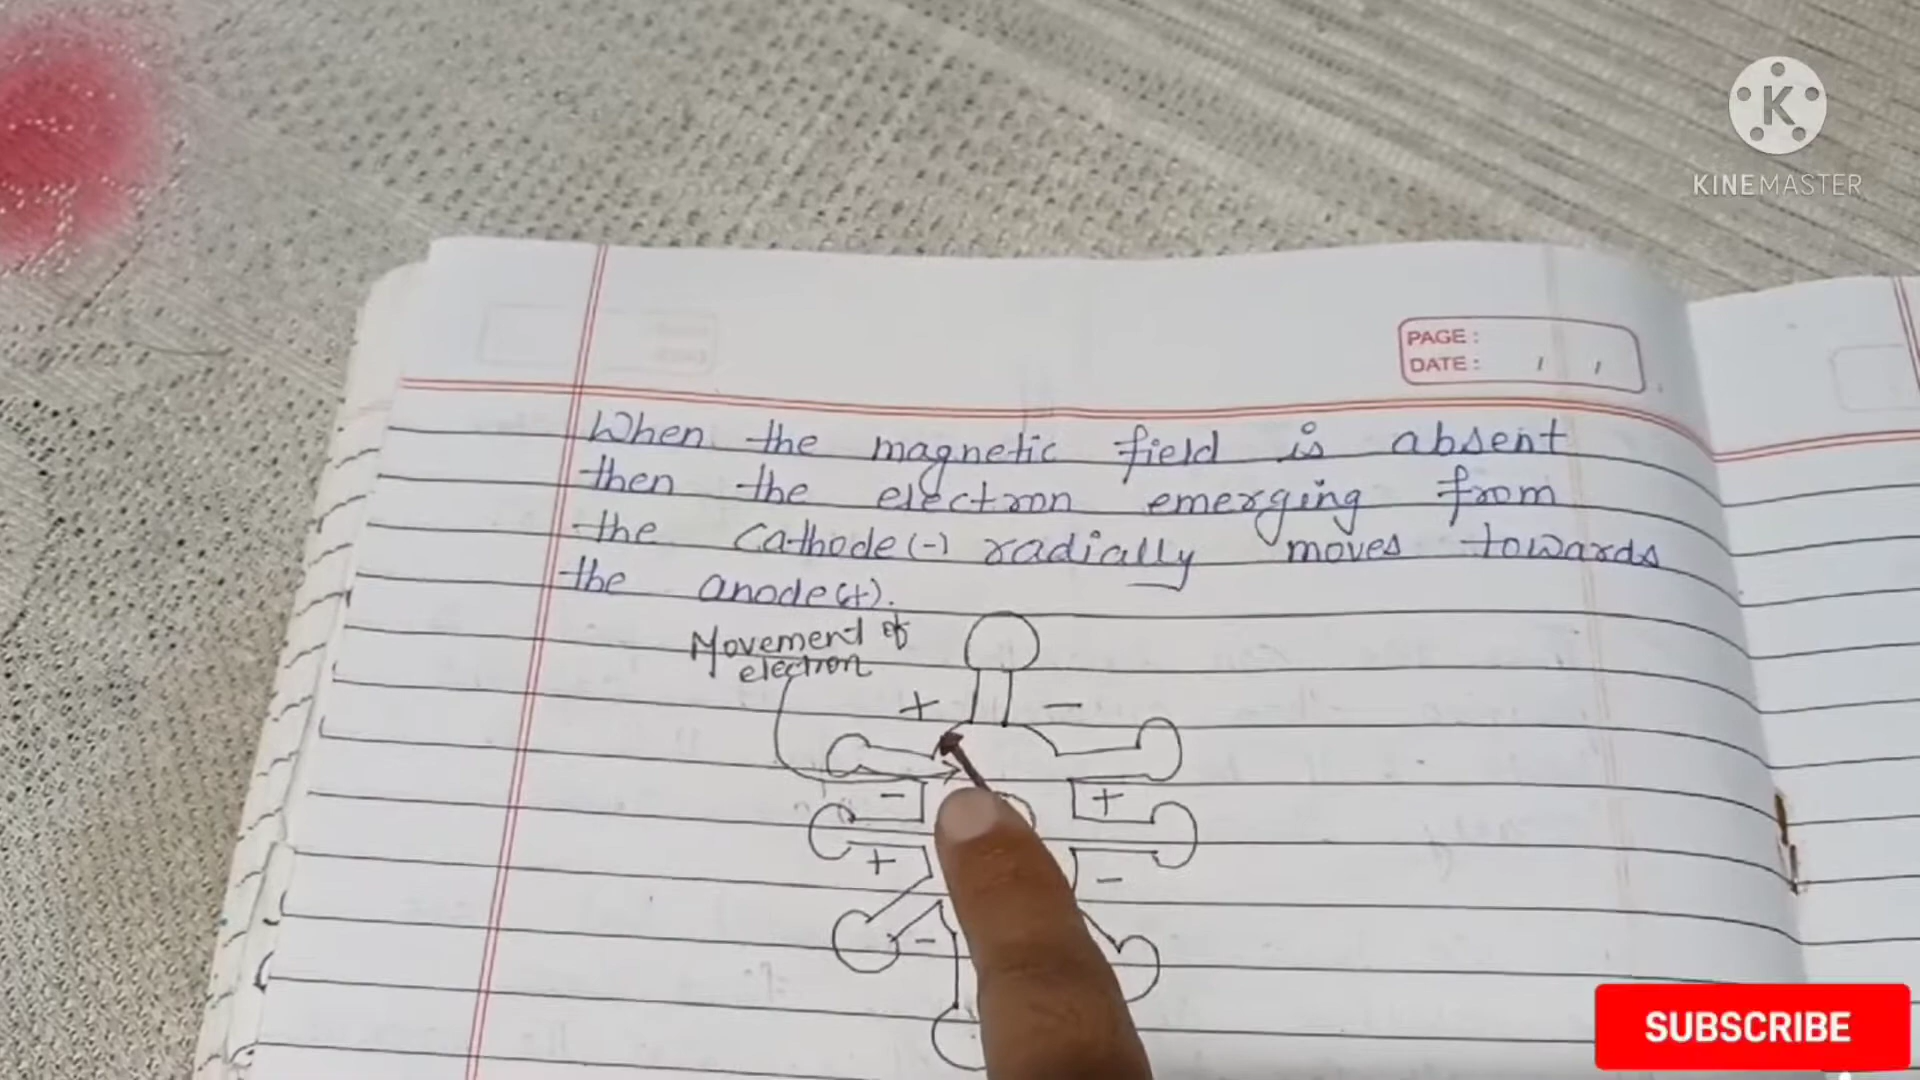 K
KINEMASTER
PAGE :
DATE : / /
When the magnetic field is absent
then the electron emerging from
the cathode(-) radially moves towards
the anode(+).
Movement of
electron
+ -
- +
+ -
-
SUBSCRIBE